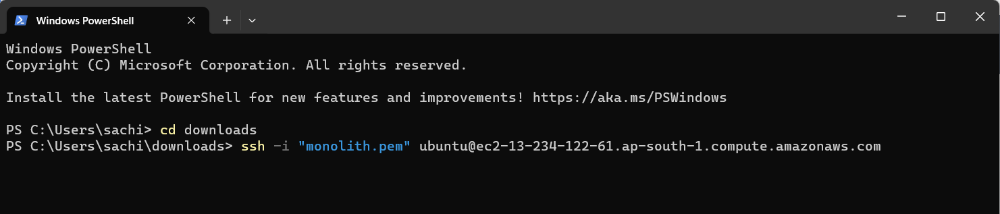 Windows PowerShell
Windows PowerShell
Copyright (C) Microsoft Corporation. All rights reserved.
Install the latest PowerShell for new features and improvements! https://aka.ms/PSWindows
PS C:\Users\sachi> cd downloads
PS C:\Users\sachi\downloads> ssh -i "monolith.pem" ubuntu@ec2-13-234-122-61.ap-south-1.compute.amazonaws.com